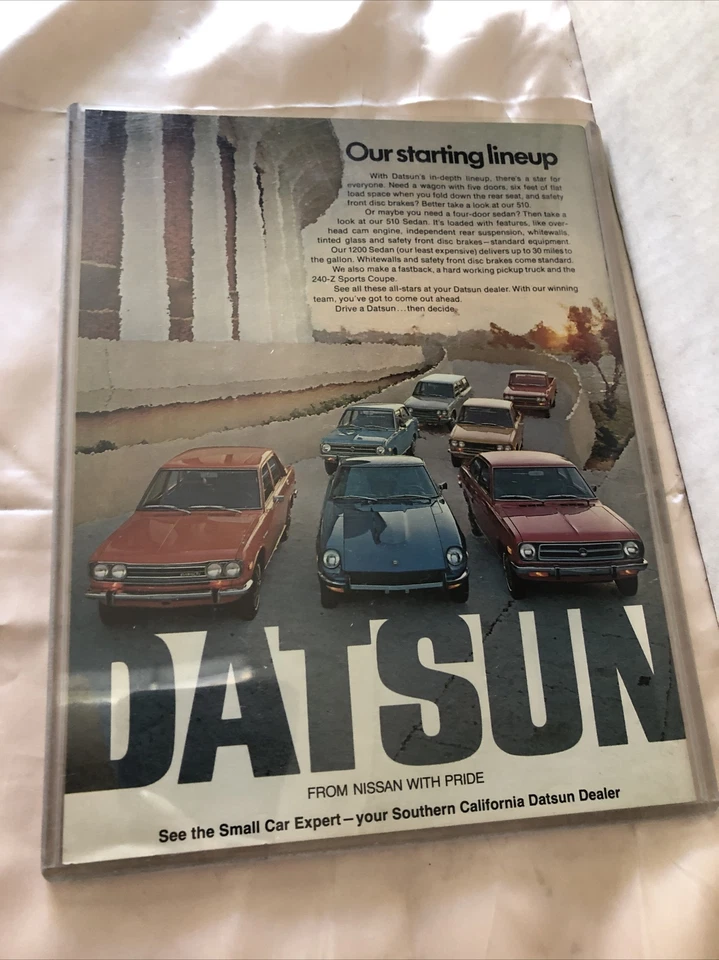 Our starting lineup
With Datsun's in-depth lineup, there's a star for
everyone. Need a wagon with five doors, six feet of flat
load space when you fold down the rear seat, and safety
front disc brakes? Better take a look at our 510.
Or maybe you need a four-door sedan? Then take a
look at our 510 Sedan. It's loaded with features, like over-
head cam engine, independent rear suspension, whitewalls,
tinted glass and safety front disc brakes—standard equipment.
Our 1200 Sedan (our least expensive) delivers up to 30 miles to
the gallon. Whitewalls and safety front disc brakes come standard.
We also make a fastback, a hard working pickup truck and the
240-Z Sports Coupe.
See all these all-stars at your Datsun dealer. With our winning
team, you've got to come out ahead.
Drive a Datsun...then decide.
DATSUN
FROM NISSAN WITH PRIDE
See the Small Car Expert—your Southern California Datsun Dealer